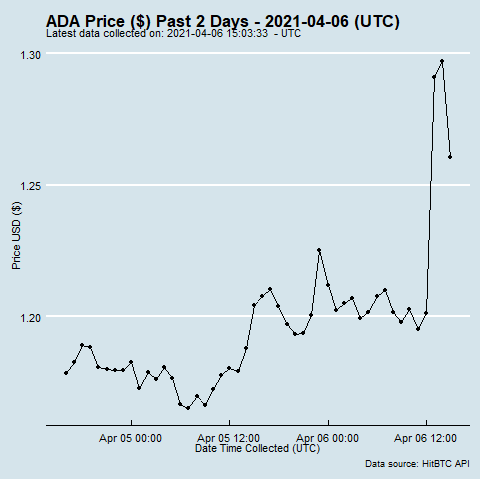 ADA Price ($) Past 2 Days - 2021-04-06 (UTC)
Latest data collected on: 2021-04-06 15:03:33  - UTC
1.30
1.25
1.20
Price USD ($)
Apr 05 00:00
Apr 05 12:00
Apr 06 00:00
Apr 06 12:00
Date Time Collected (UTC)
Data source: HitBTC API